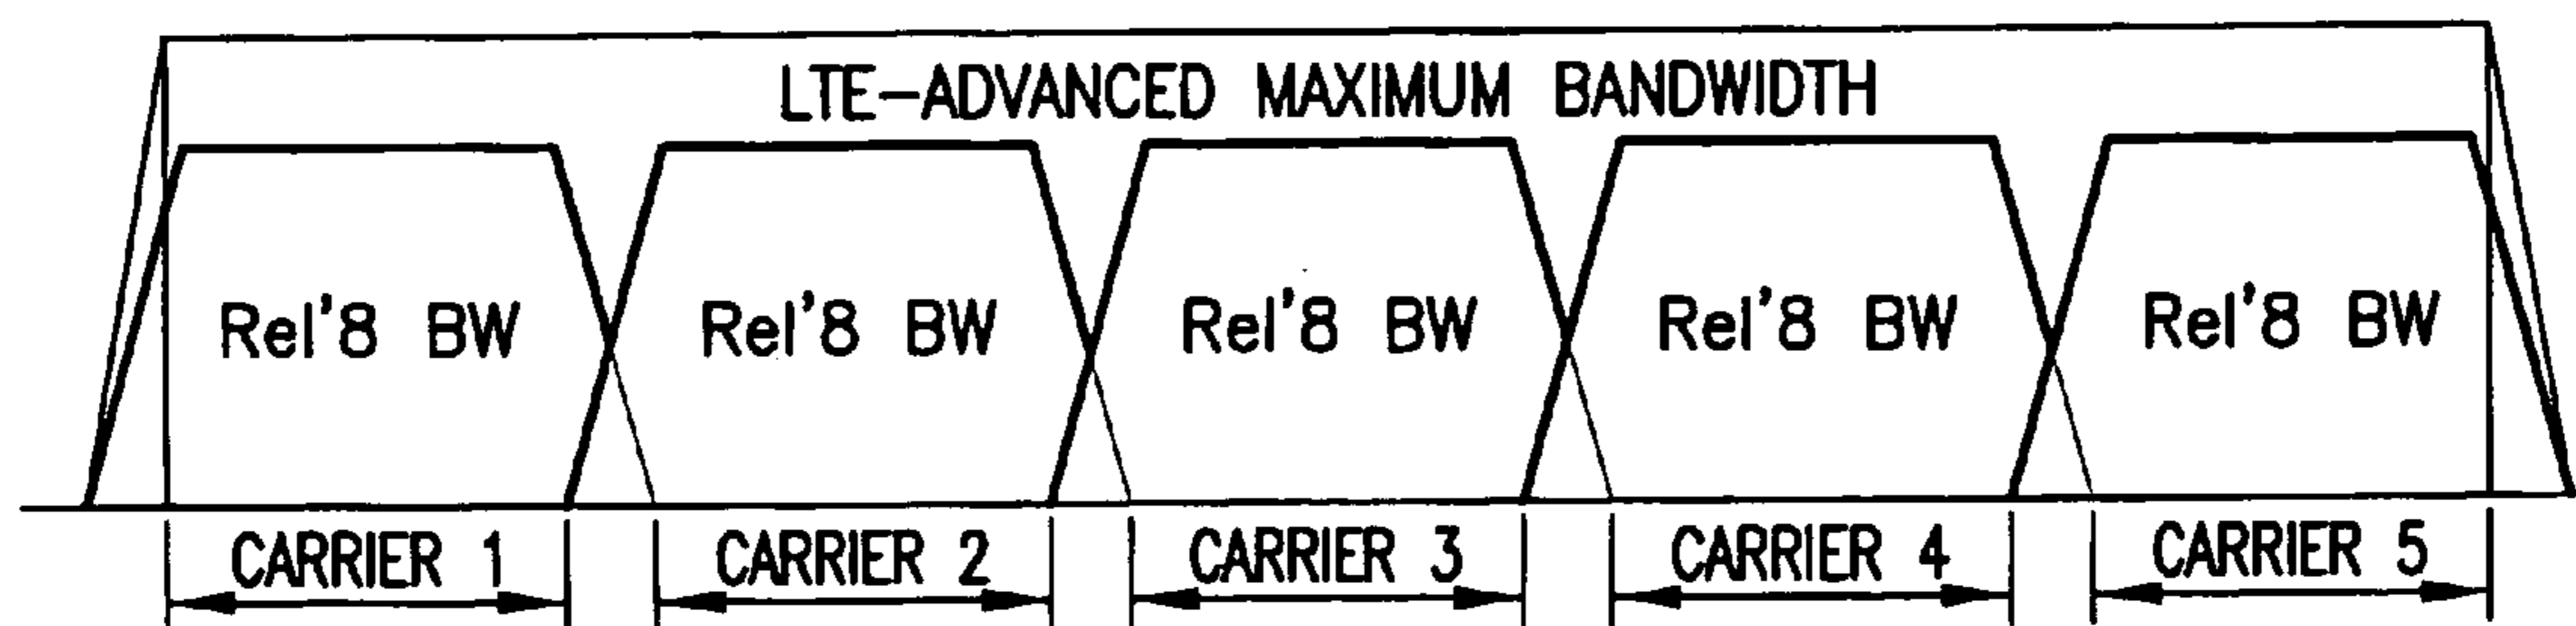 LTE-ADVANCED MAXIMUM BANDWIDTH
Rel'8 BW Rel'8 BW Rel'8 BW Rel'8 BW Rel'8 BW
CARRIER 1 CARRIER 2 CARRIER 3 CARRIER 4 CARRIER 5